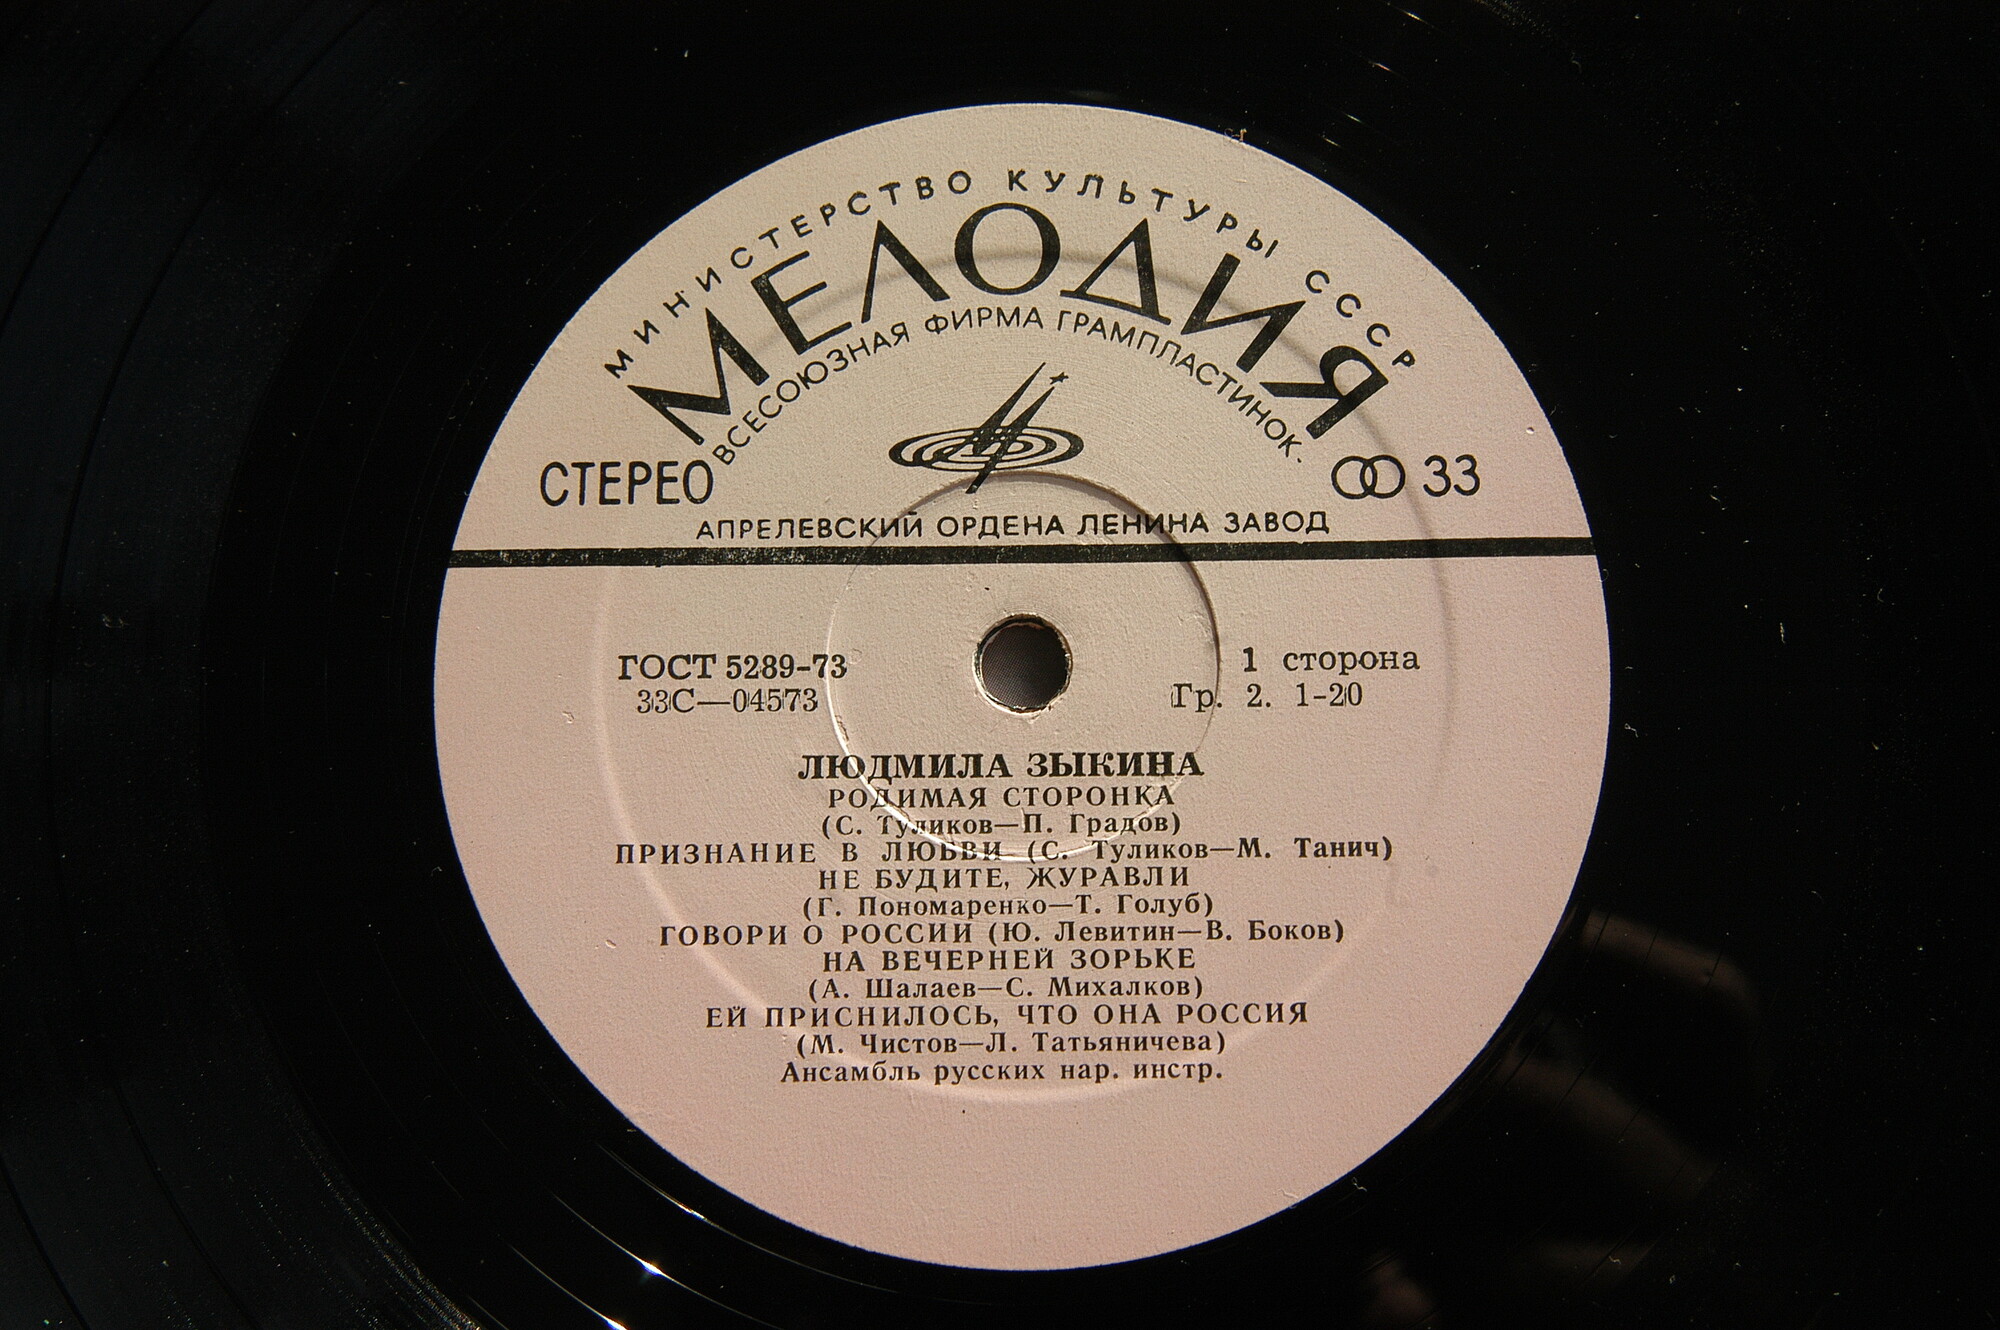 МИНИСТЕРСТВО КУЛЬТУРЫ СССР
МЕЛОДИЯ
ВСЕСОЮЗНАЯ ФИРМА ГРАМПЛАСТИНОК.
СТЕРЕО 33
АПРЕЛЕВСКИЙ ОРДЕНА ЛЕНИНА ЗАВОД
ГОСТ 5289-73 1 сторона
33С—04573 Гр. 2. 1-20
ЛЮДМИЛА ЗЫКИНА
РОДИМАЯ СТОРОНКА
(С. Туликов—П. Градов)
ПРИЗНАНИЕ В ЛЮБВИ (С. Туликов—М. Танич)
НЕ БУДИТЕ, ЖУРАВЛИ
(Г. Пономаренко—Т. Голуб)
ГОВОРИ О РОССИИ (Ю. Левитин—В. Боков)
НА ВЕЧЕРНЕЙ ЗОРЬКЕ
(А. Шалаев—С. Михалков)
ЕЙ ПРИСНИЛОСЬ, ЧТО ОНА РОССИЯ
(М. Чистов—Л. Татьяничева)
Ансамбль русских нар. инстр.